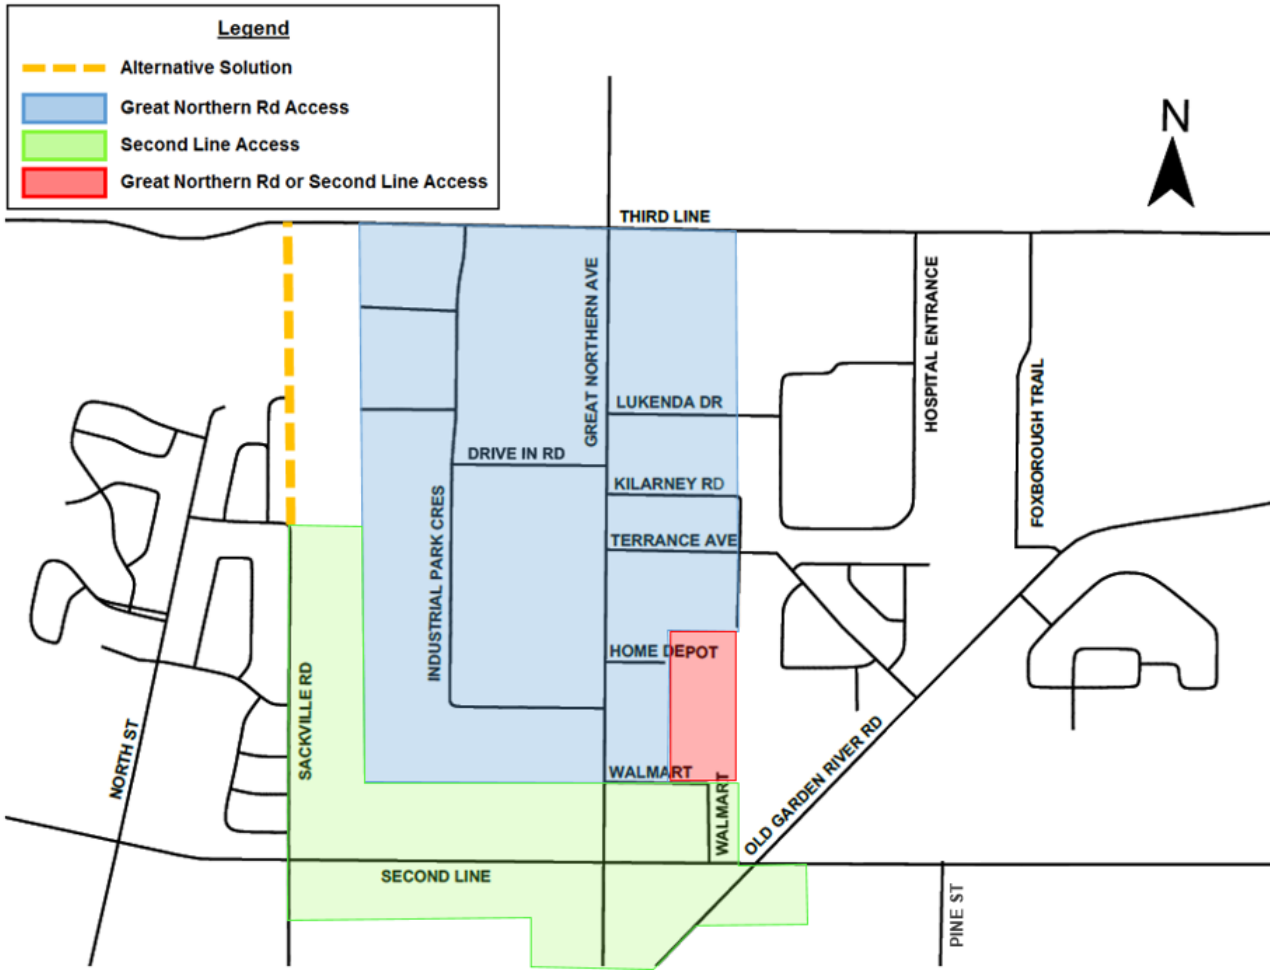 Legend
Alternative Solution
Great Northern Rd Access
Second Line Access
Great Northern Rd or Second Line Access
N
THIRD LINE
GREAT NORTHERN AVE
HOSPITAL ENTRANCE
FOXBOROUGH TRAIL
LUKENDA DR
DRIVE IN RD
KILARNEY RD
TERRANCE AVE
INDUSTRIAL PARK CRES
HOME DEPOT
SACKVILLE RD
NORTH ST
WALMART
WALMART
OLD GARDEN RIVER RD
SECOND LINE
PINE ST